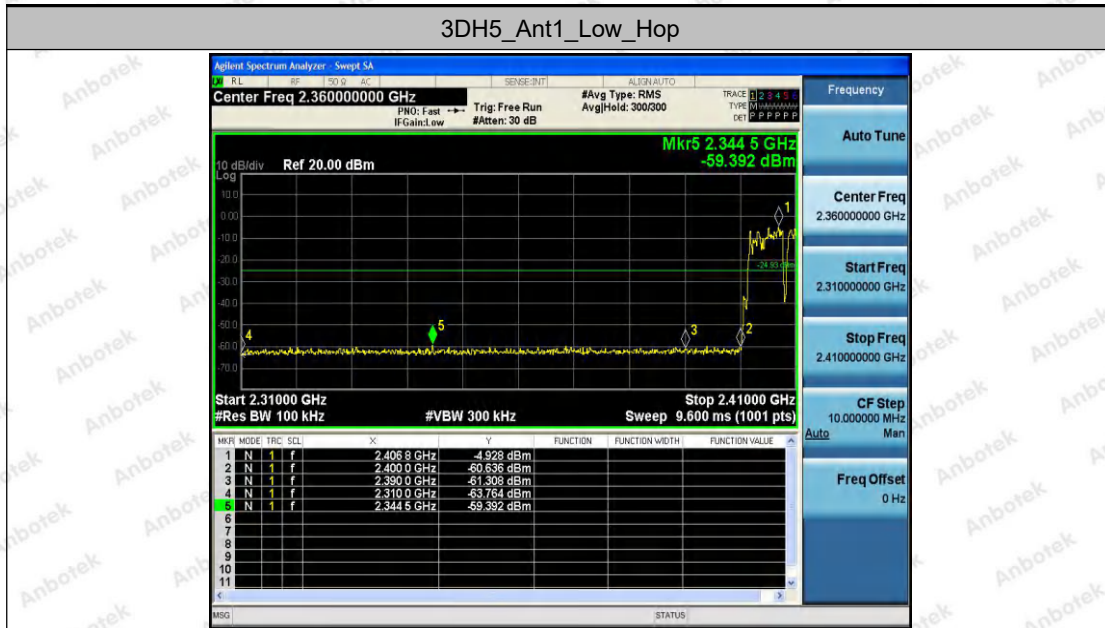 3DH5_Ant1_Low_Hop
Agilent Spectrum Analyzer - Swept SA
RL RF 50 Ω AC SENSE:INT ALIGN AUTO
Center Freq 2.360000000 GHz
PNO: Fast
IFGain:Low
Trig: Free Run
#Atten: 30 dB
#Avg Type: RMS
Avg|Hold: 300/300
TRACE 1 2 3 4 5 6
TYPE M
DET P P P P P P
Mkr5 2.344 5 GHz
-59.392 dBm
10 dB/div Ref 20.00 dBm
Log
10.0
0.00
-10.0
-20.0
-30.0
-40.0
-50.0
-60.0
-70.0
1
-24.93 dBm
4
5
3
2
Start 2.31000 GHz Stop 2.41000 GHz
#Res BW 100 kHz #VBW 300 kHz Sweep 9.600 ms (1001 pts)
MKR MODE TRC SCL X Y FUNCTION FUNCTION WIDTH FUNCTION VALUE
1 N 1 f 2.406 8 GHz -4.928 dBm
2 N 1 f 2.400 0 GHz -60.636 dBm
3 N 1 f 2.390 0 GHz -61.308 dBm
4 N 1 f 2.310 0 GHz -63.764 dBm
5 N 1 f 2.344 5 GHz -59.392 dBm
6
7
8
9
10
11
MSG STATUS
Frequency
Auto Tune
Center Freq
2.360000000 GHz
Start Freq
2.310000000 GHz
Stop Freq
2.410000000 GHz
CF Step
10.000000 MHz
Auto Man
Freq Offset
0 Hz
Anbotek